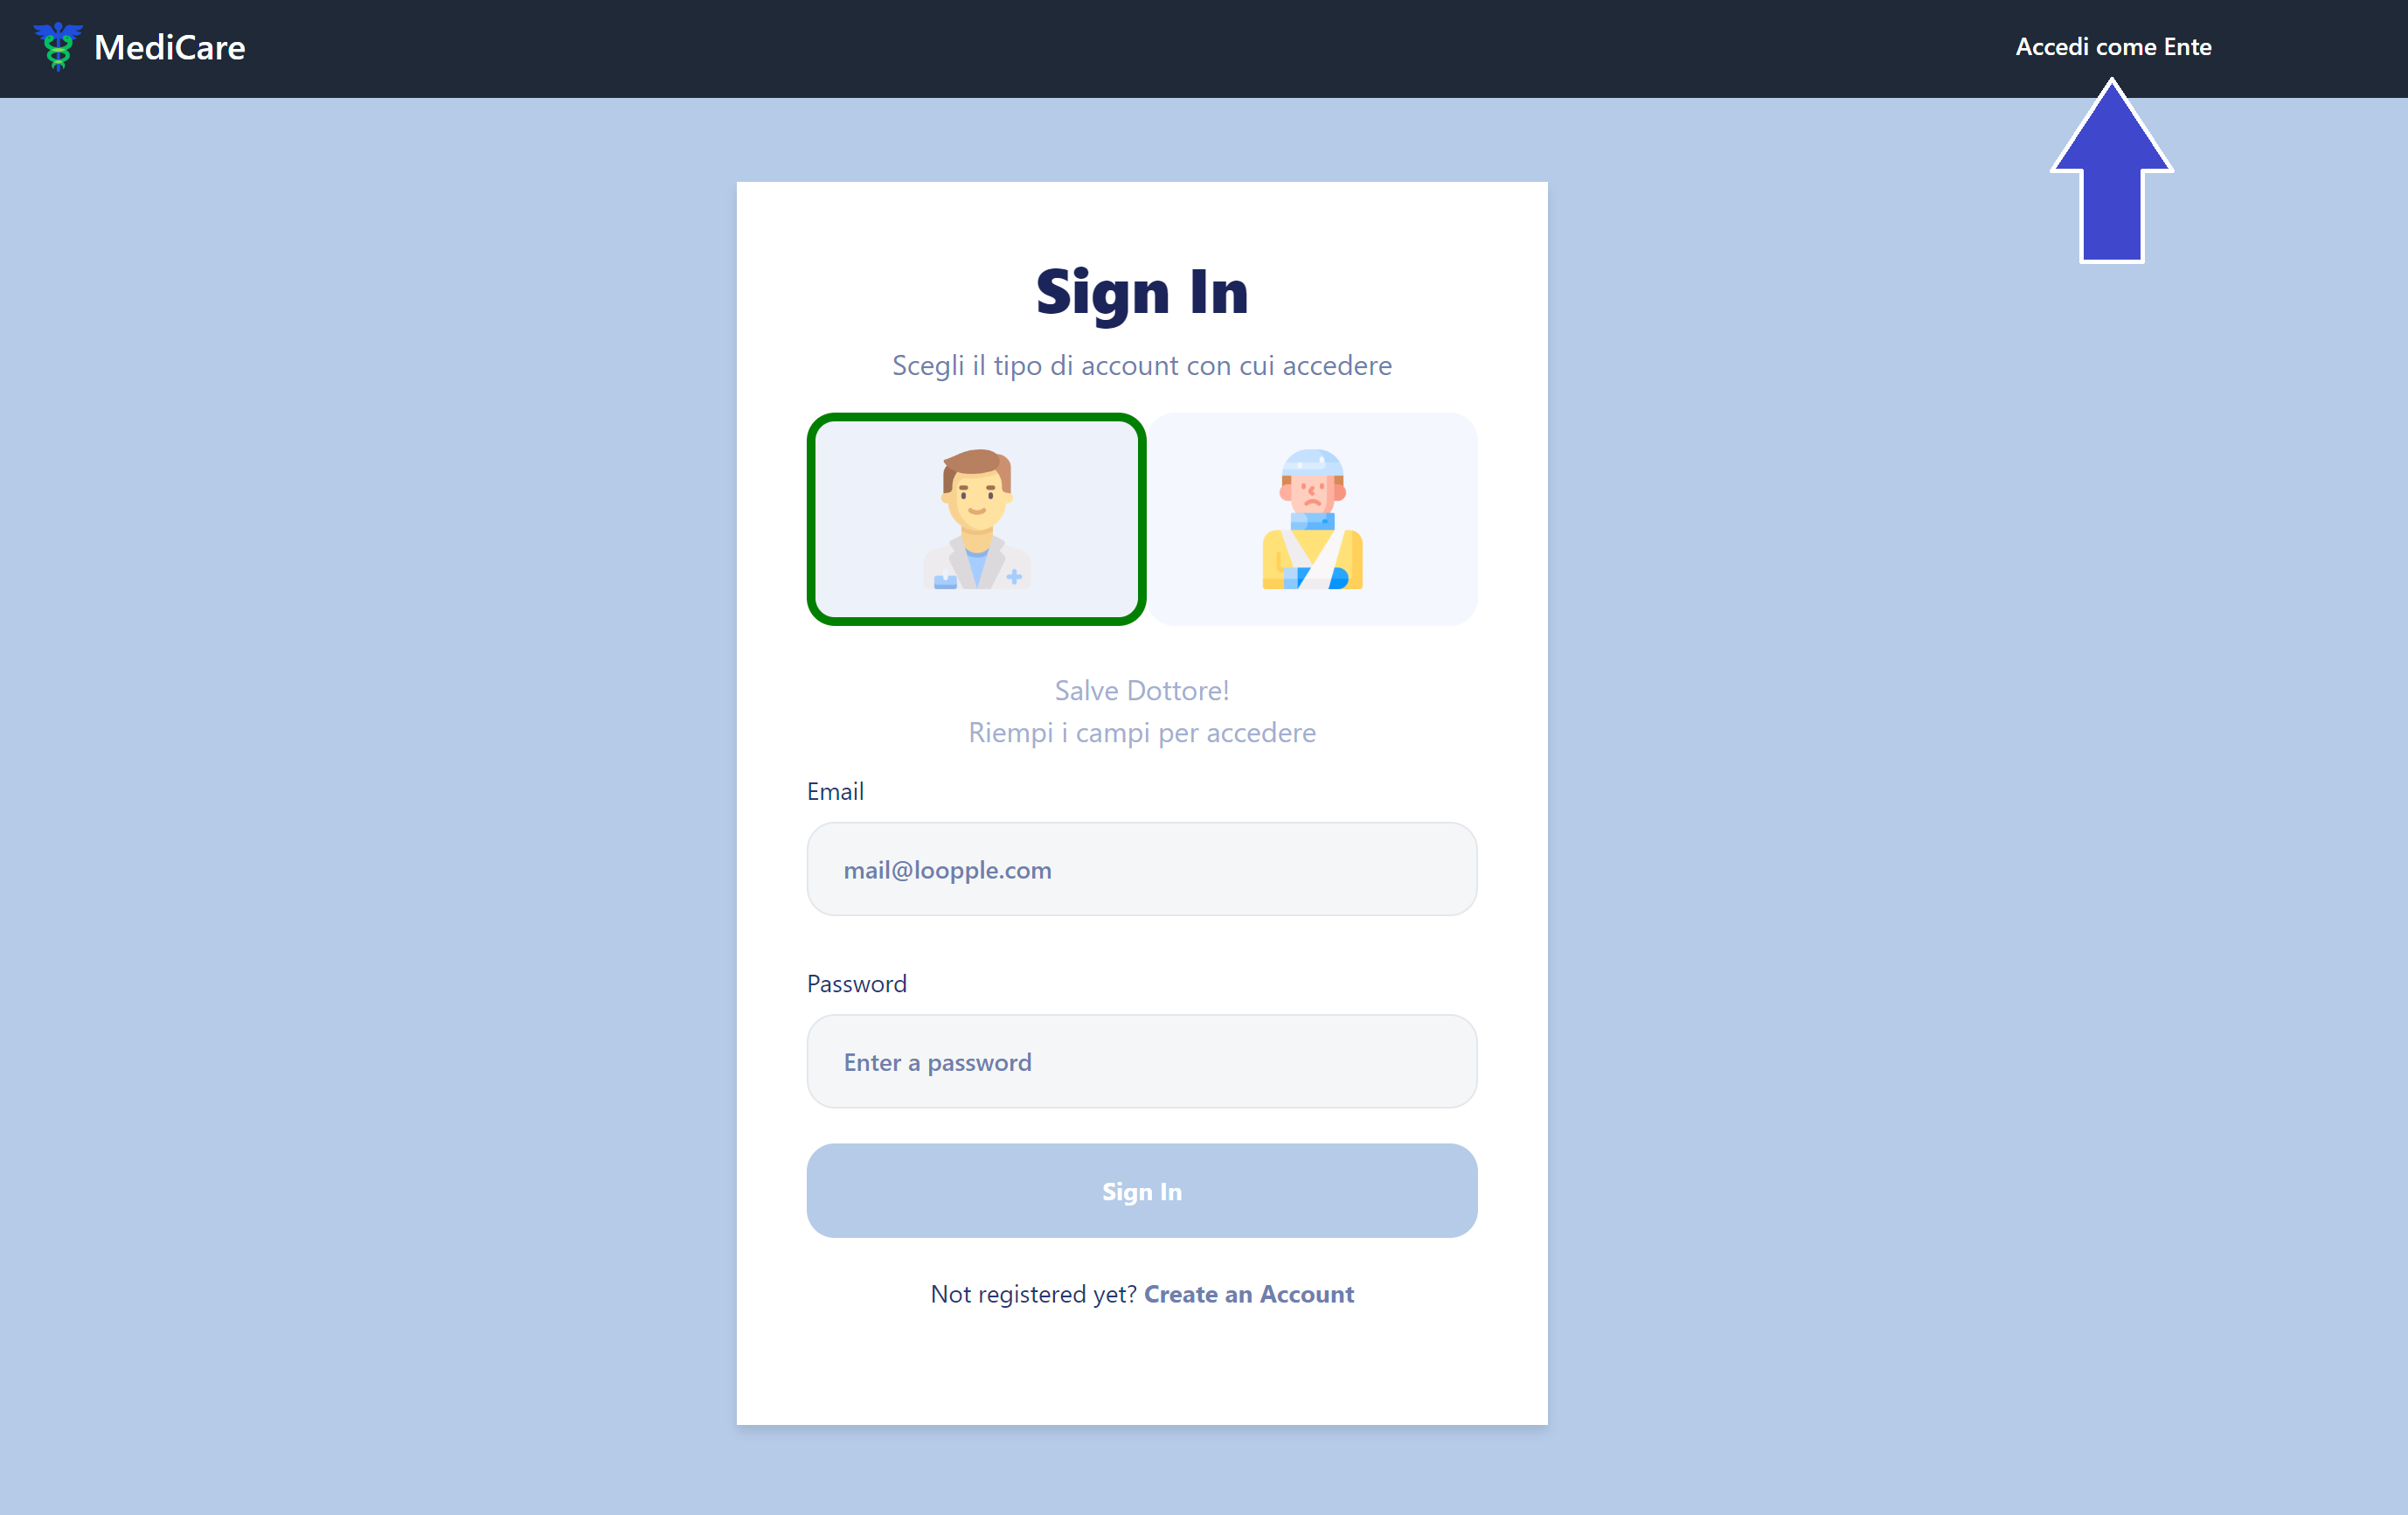 MediCare
Accedi come Ente
Sign In
Scegli il tipo di account con cui accedere
Salve Dottore!
Riempi i campi per accedere
Email
mail@loopple.com
Password
Enter a password
Sign In
Not registered yet? Create an Account